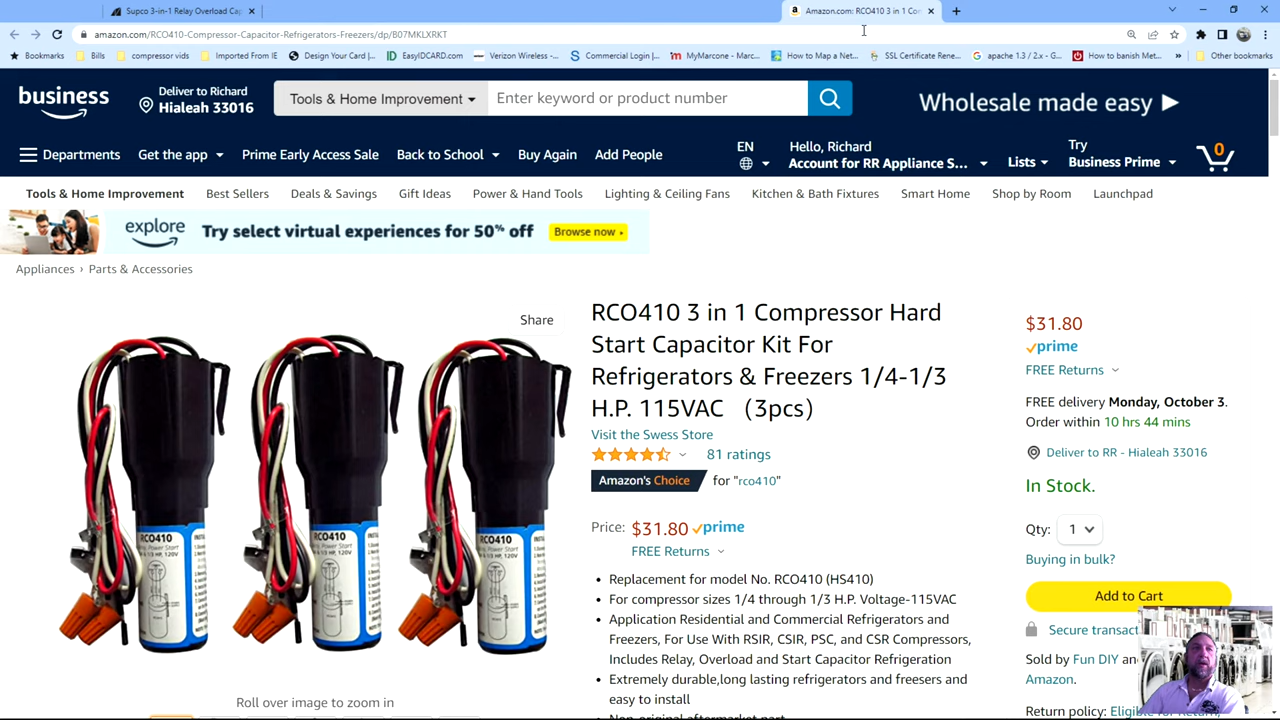 Supco 3-in-1 Relay Overload Cap
Amazon.com: RCO410 3 in 1 Com
amazon.com/RCO410-Compressor-Capacitor-Refrigerators-Freezers/dp/B07MKLXRKT
Bookmarks Bills compressor vids Imported From IE Design Your Card | ... EasyIDCARD.com Verizon Wireless -... Commercial Login |... MyMarcone - Marc... How to Map a Net... SSL Certificate Rene... apache 1.3 / 2.x - G... How to banish Met... » Other bookmarks
business
Deliver to Richard
Hialeah 33016
Tools & Home Improvement
Enter keyword or product number
Wholesale made easy ▶
Departments Get the app Prime Early Access Sale Back to School Buy Again Add People
EN
Hello, Richard
Account for RR Appliance S...
Lists
Try
Business Prime
0
Tools & Home Improvement Best Sellers Deals & Savings Gift Ideas Power & Hand Tools Lighting & Ceiling Fans Kitchen & Bath Fixtures Smart Home Shop by Room Launchpad
explore Try select virtual experiences for 50% off Browse now ›
Appliances › Parts & Accessories
Share
RCO410
RCO410
RCO410
Roll over image to zoom in
RCO410 3 in 1 Compressor Hard
Start Capacitor Kit For
Refrigerators & Freezers 1/4-1/3
H.P. 115VAC （3pcs）
Visit the Swess Store
81 ratings
Amazon's Choice for "rco410"
Price: $31.80 prime
FREE Returns
• Replacement for model No. RCO410 (HS410)
• For compressor sizes 1/4 through 1/3 H.P. Voltage-115VAC
• Application Residential and Commercial Refrigerators and
Freezers, For Use With RSIR, CSIR, PSC, and CSR Compressors,
Includes Relay, Overload and Start Capacitor Refrigeration
• Extremely durable,long lasting refrigerators and freesers and
easy to install
• Non-original aftermarket part
$31.80
prime
FREE Returns
FREE delivery Monday, October 3.
Order within 10 hrs 44 mins
Deliver to RR - Hialeah 33016
In Stock.
Qty: 1
Buying in bulk?
Add to Cart
Secure transact
Sold by Fun DIY an
Amazon.
Return policy: Eligible for Return,